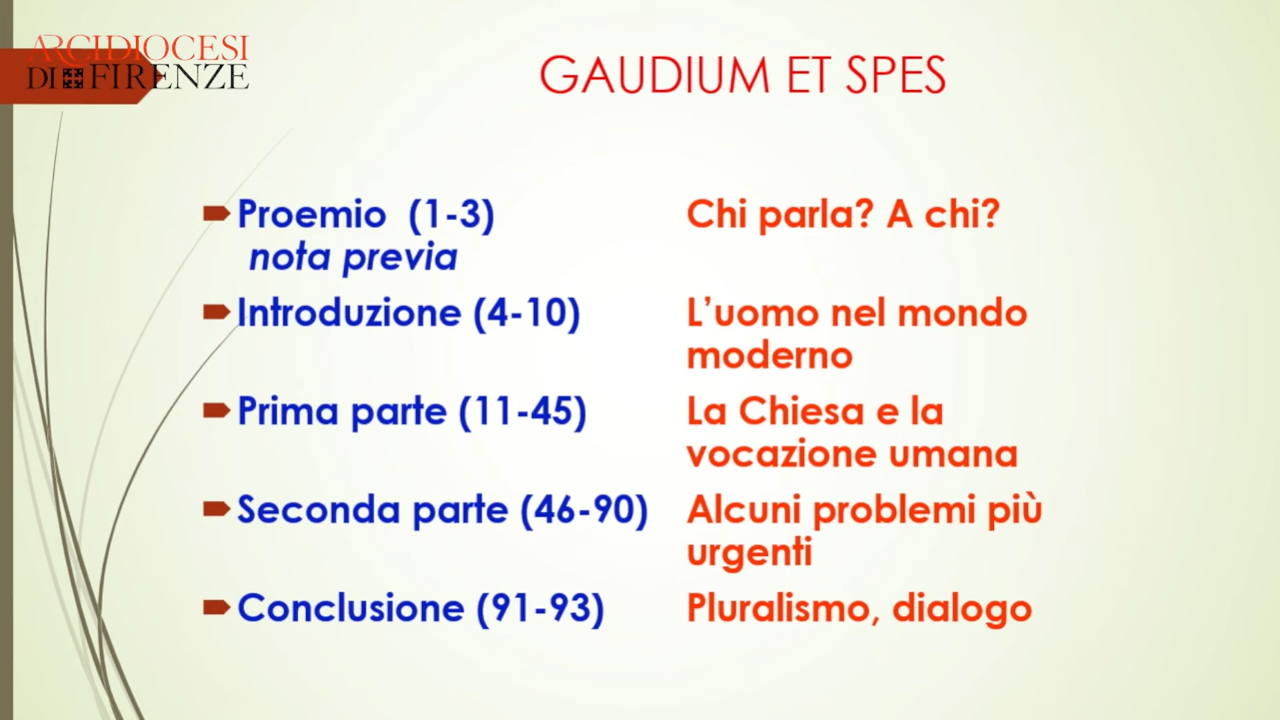 ARCIDIOCESI
DI FIRENZE
GAUDIUM ET SPES
Proemio (1-3) Chi parla? A chi?
nota previa
Introduzione (4-10) L’uomo nel mondo
moderno
Prima parte (11-45) La Chiesa e la
vocazione umana
Seconda parte (46-90) Alcuni problemi più
urgenti
Conclusione (91-93) Pluralismo, dialogo